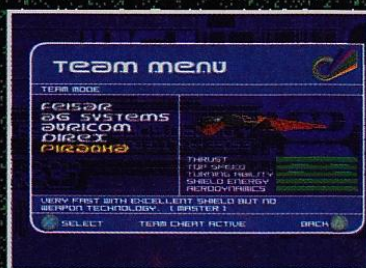 Team menu
TEAM MODE
FEISAR
AG SYSTEMS
AURICOM
DIREX
PIRANHA
THRUST
TOP SPEED
TURNING ABILITY
SHIELD ENERGY
AERODYNAMICS
VERY FAST WITH EXCELLENT SHIELD BUT NO
WEAPON TECHNOLOGY. [ MASTER ]
SELECT TEAM CHEAT ACTIVE BACK